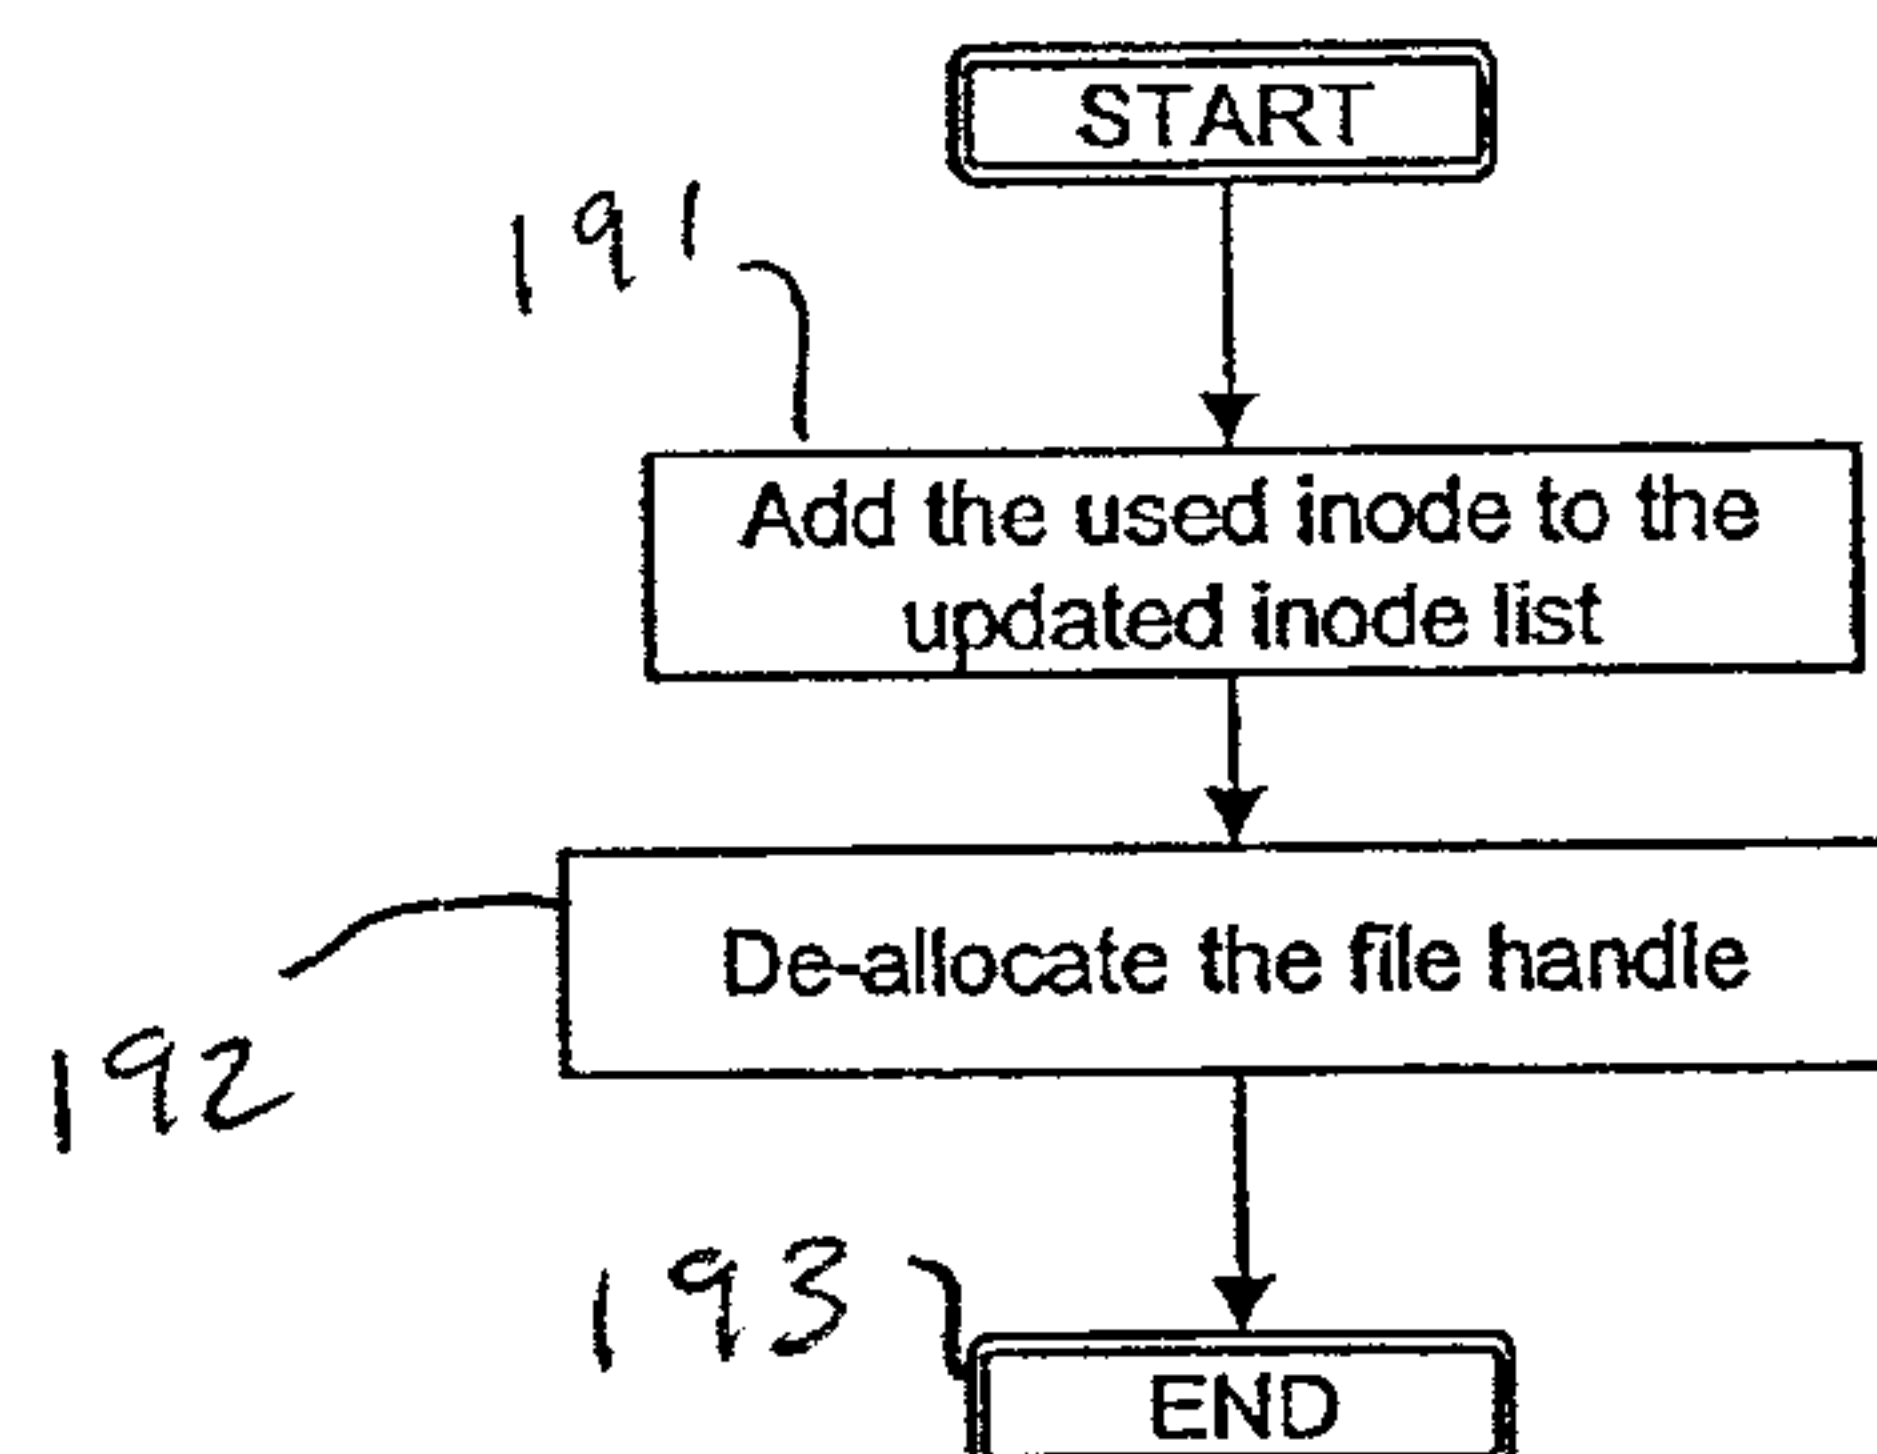 START
191
Add the used inode to the
updated inode list
De-allocate the file handle
192
193
END